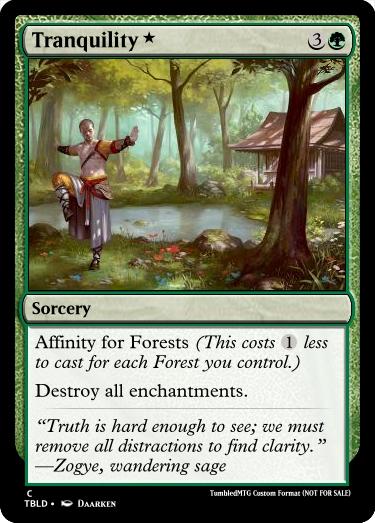 Tranquility ★ 3
Sorcery
Affinity for Forests (This costs 1 less
to cast for each Forest you control.)
Destroy all enchantments.
“Truth is hard enough to see; we must
remove all distractions to find clarity.”
—Zogye, wandering sage
C
TBLD • Daarken
TumbledMTG Custom Format (NOT FOR SALE)